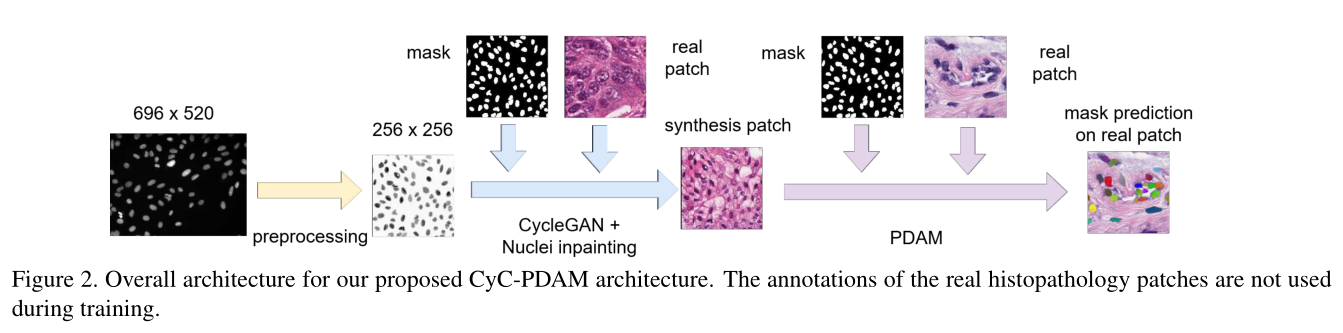 mask
real
patch
mask
real
patch
696 x 520
256 x 256
synthesis patch
mask prediction
on real patch
preprocessing
CycleGAN +
Nuclei inpainting
PDAM
Figure 2. Overall architecture for our proposed CyC-PDAM architecture. The annotations of the real histopathology patches are not used
during training.